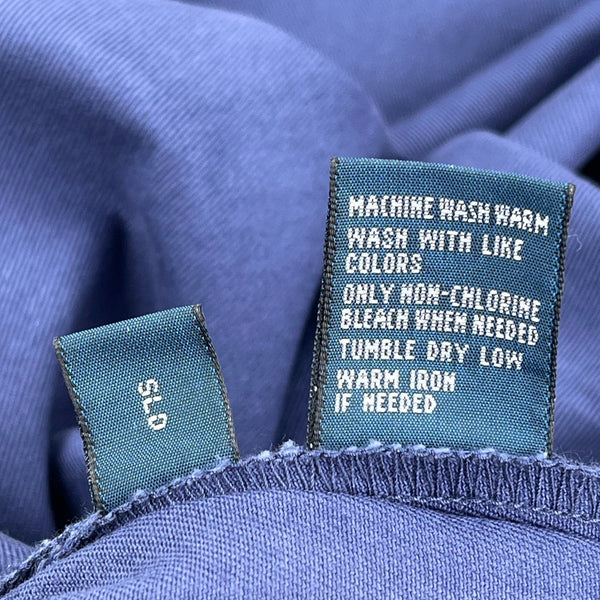 MACHINE WASH WARM
WASH WITH LIKE
COLORS
ONLY NON-CHLORINE
BLEACH WHEN NEEDED
TUMBLE DRY LOW
WARM IRON
IF NEEDED
SLD